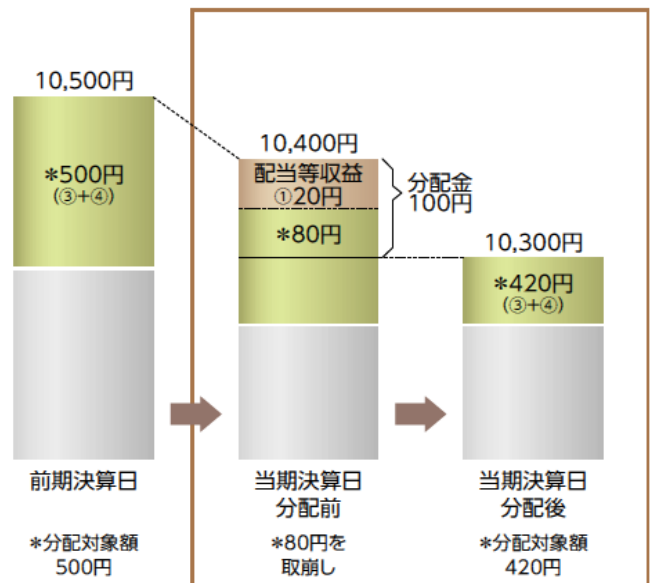 10,500円
*500円
(③+④)
10,400円
配当等収益
①20円
*80円
分配金
100円
10,300円
*420円
(③+④)
前期決算日
当期決算日
分配前
当期決算日
分配後
*分配対象額
500円
*80円を
取崩し
*分配対象額
420円